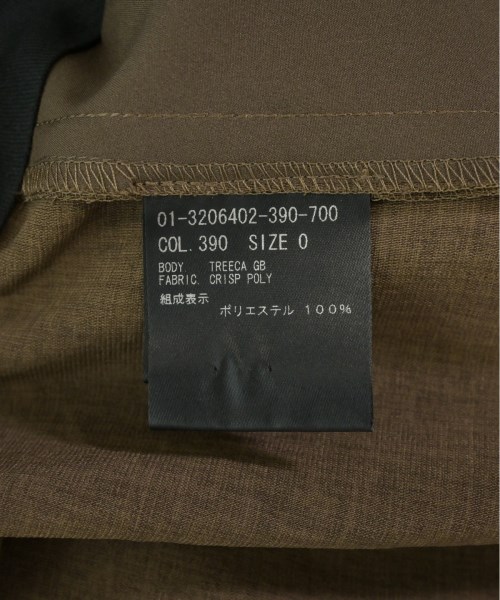 01-3206402-390-700
COL. 390 SIZE 0
BODY. TREECA GB
FABRIC. CRISP POLY
組成表示
ポリエステル 100%